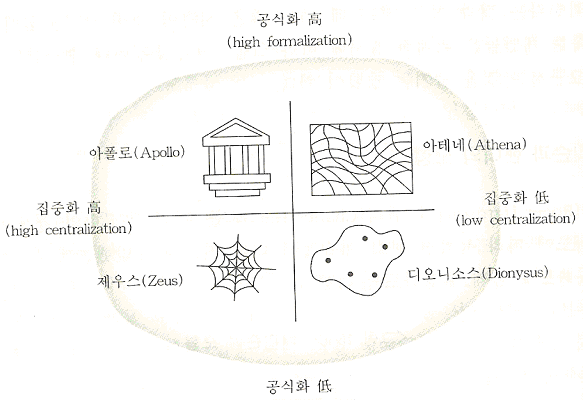 공식화 高
(high formalization)
아폴로(Apollo)
아테네(Athena)
집중화 高
(high centralization)
집중화 低
(low centralization)
제우스(Zeus)
디오니소스(Dionysus)
공식화 低